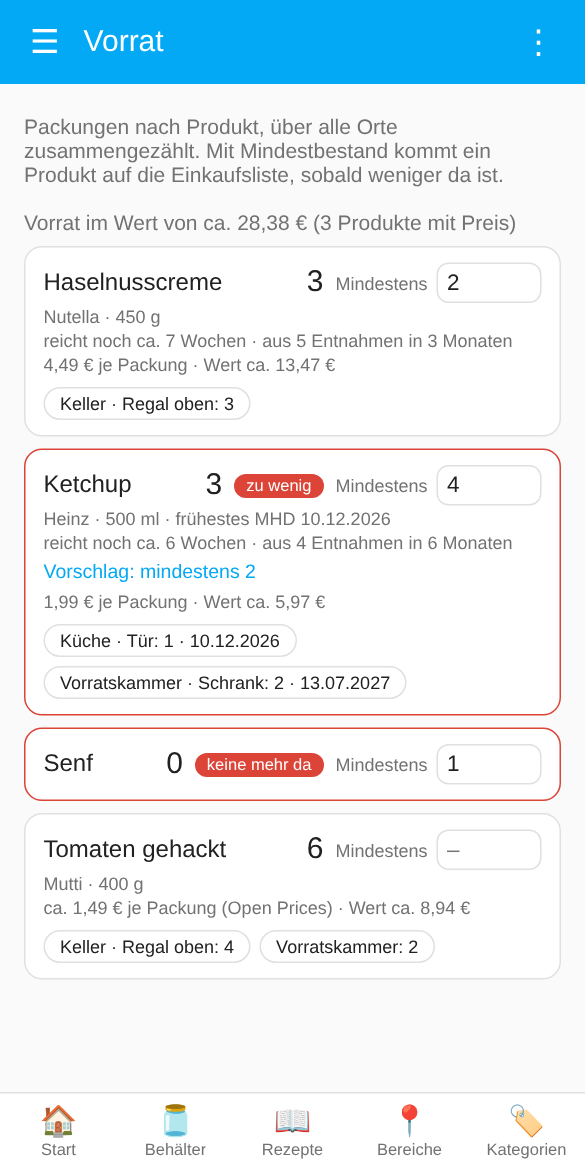 ☰ Vorrat ⋮
Packungen nach Produkt, über alle Orte
zusammengezählt. Mit Mindestbestand kommt ein
Produkt auf die Einkaufsliste, sobald weniger da ist.
Vorrat im Wert von ca. 28,38 € (3 Produkte mit Preis)
Haselnusscreme 3 Mindestens 2
Nutella · 450 g
reicht noch ca. 7 Wochen · aus 5 Entnahmen in 3 Monaten
4,49 € je Packung · Wert ca. 13,47 €
Keller · Regal oben: 3
Ketchup 3 zu wenig Mindestens 4
Heinz · 500 ml · frühestes MHD 10.12.2026
reicht noch ca. 6 Wochen · aus 4 Entnahmen in 6 Monaten
Vorschlag: mindestens 2
1,99 € je Packung · Wert ca. 5,97 €
Küche · Tür: 1 · 10.12.2026
Vorratskammer · Schrank: 2 · 13.07.2027
Senf 0 keine mehr da Mindestens 1
Tomaten gehackt 6 Mindestens –
Mutti · 400 g
ca. 1,49 € je Packung (Open Prices) · Wert ca. 8,94 €
Keller · Regal oben: 4 Vorratskammer: 2
Start Behälter Rezepte Bereiche Kategorien